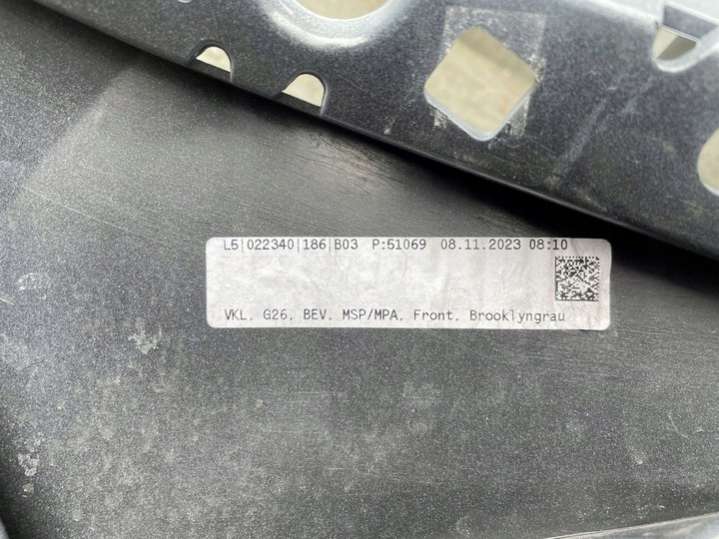 L5|022340|186|B03 P:51069 08.11.2023 08:10
VKL, G26, BEV, MSP/MPA, Front, Brooklyngrau